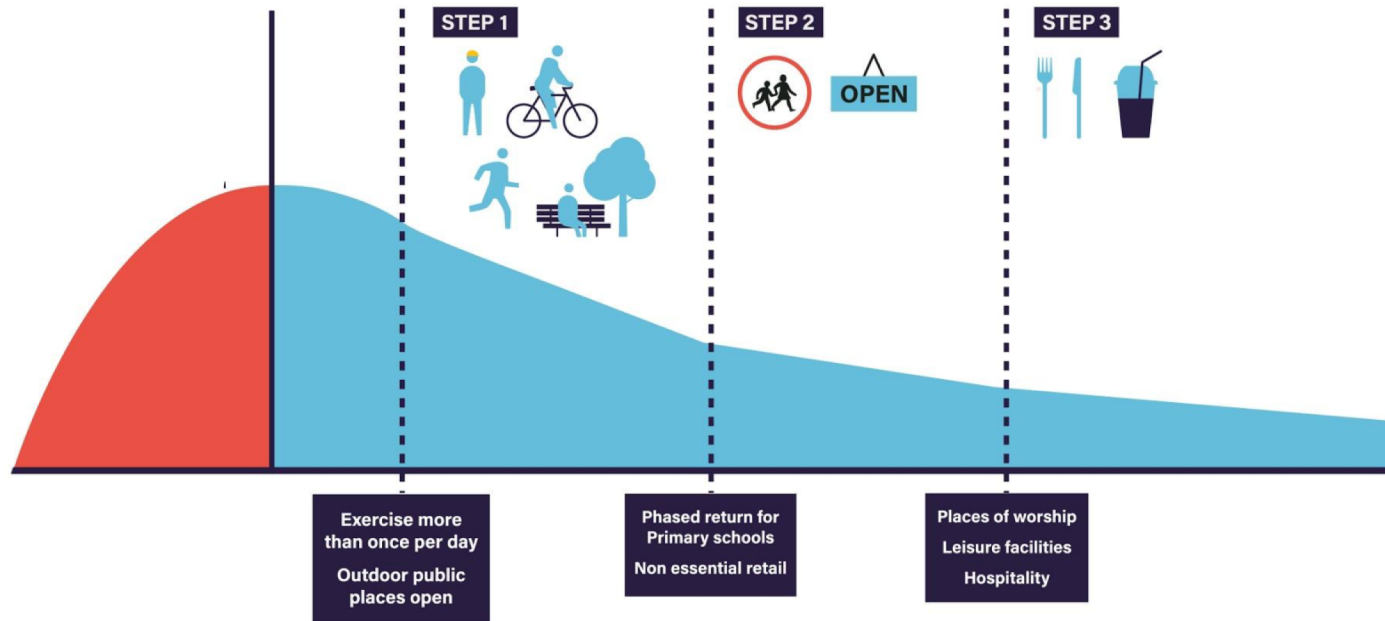 STEP 1
STEP 2
STEP 3
OPEN
Exercise more
than once per day
Outdoor public
places open
Phased return for
Primary schools
Non essential retail
Places of worship
Leisure facilities
Hospitality